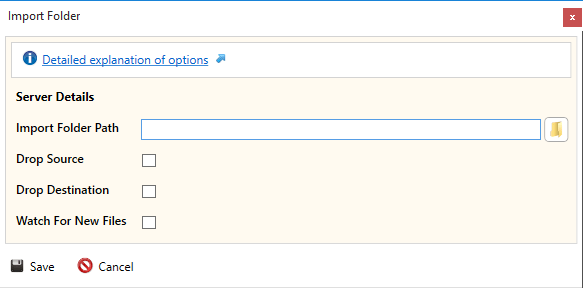 Import Folder
x
Detailed explanation of options
Server Details
Import Folder Path
Drop Source
Drop Destination
Watch For New Files
Save Cancel